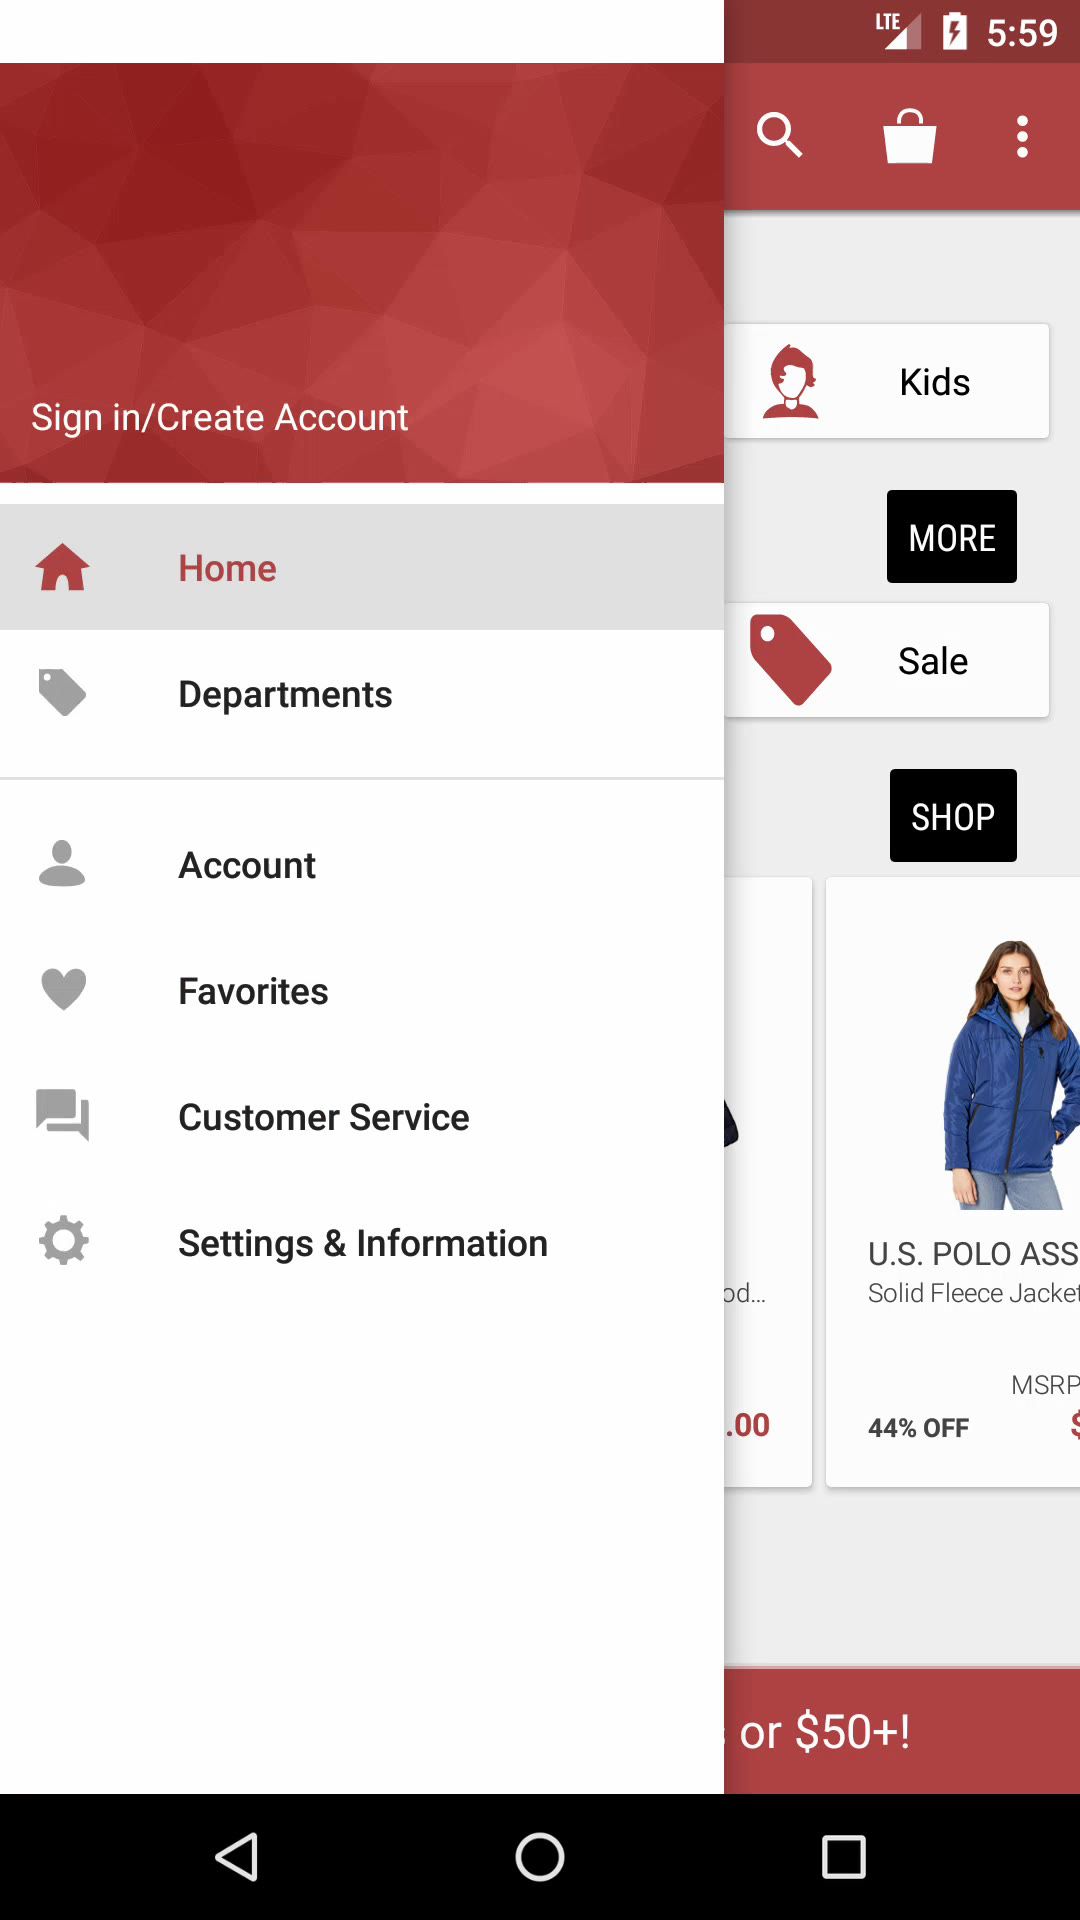 LTE 5:59
Sign in/Create Account
Home
Departments
Account
Favorites
Customer Service
Settings & Information
Kids
MORE
Sale
SHOP
od...
.00
U.S. POLO ASS
Solid Fleece Jacket
MSRP
44% OFF
$
or $50+!